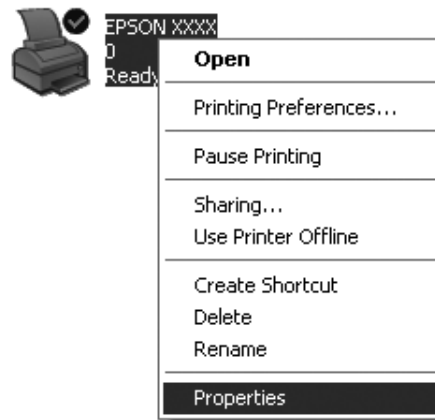 EPSON XXXX
0
Ready
Open
Printing Preferences...
Pause Printing
Sharing...
Use Printer Offline
Create Shortcut
Delete
Rename
Properties